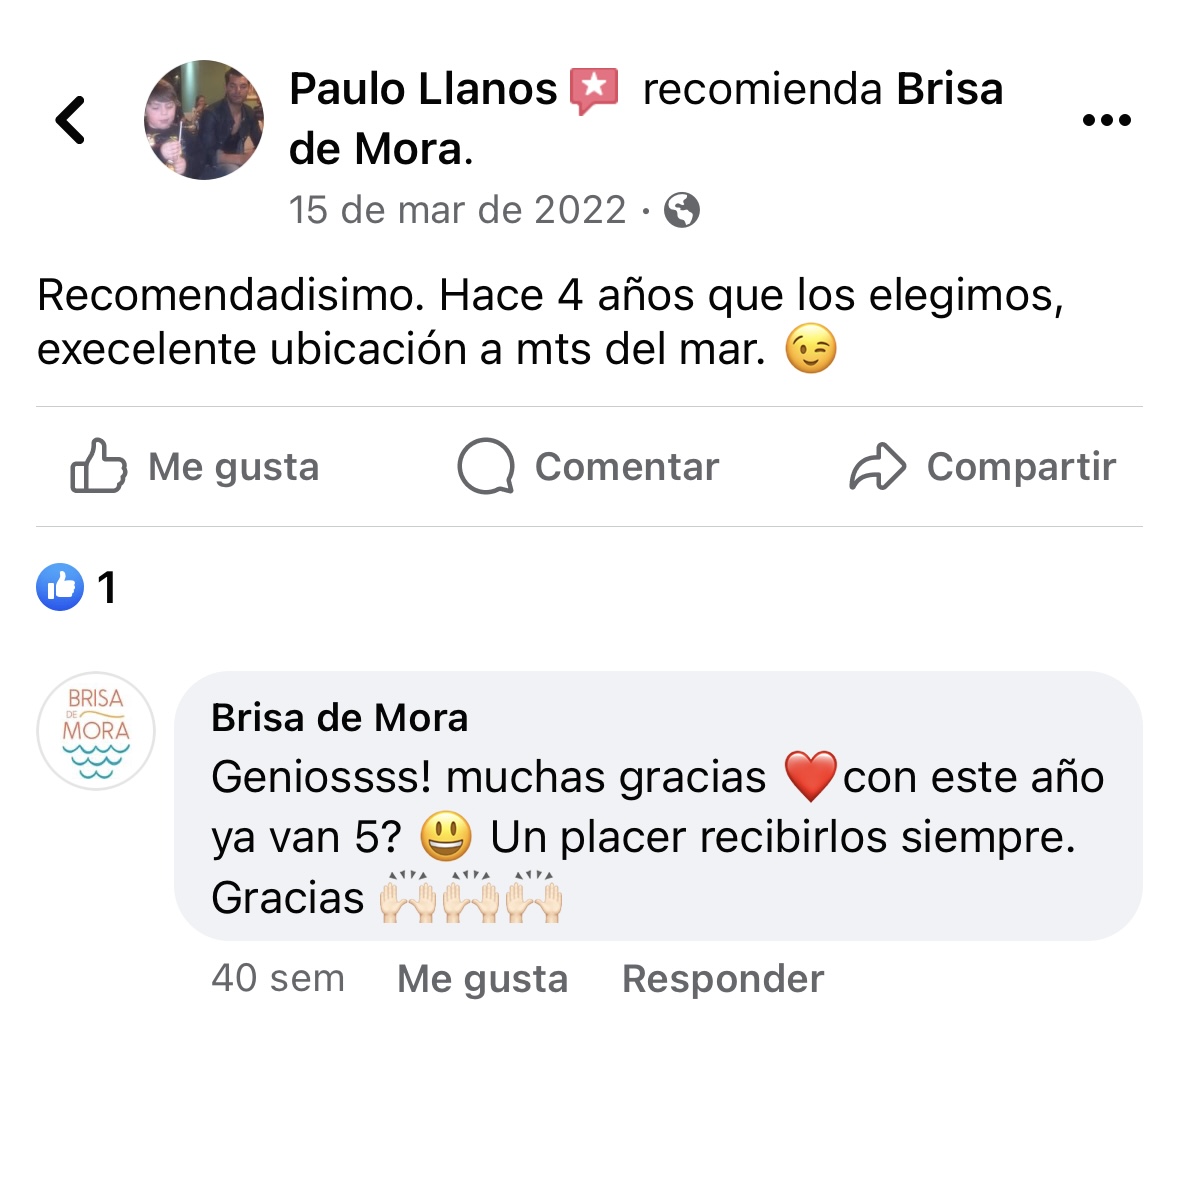 Paulo Llanos recomienda Brisa
de Mora.
15 de mar de 2022 ·
Recomendadisimo. Hace 4 años que los elegimos,
execelente ubicación a mts del mar. 😉
Me gusta Comentar Compartir
1
BRISA
DE
MORA
Brisa de Mora
Geniossss! muchas gracias ❤️con este año
ya van 5? 😃 Un placer recibirlos siempre.
Gracias 🙌🏻🙌🏻🙌🏻
40 sem Me gusta Responder